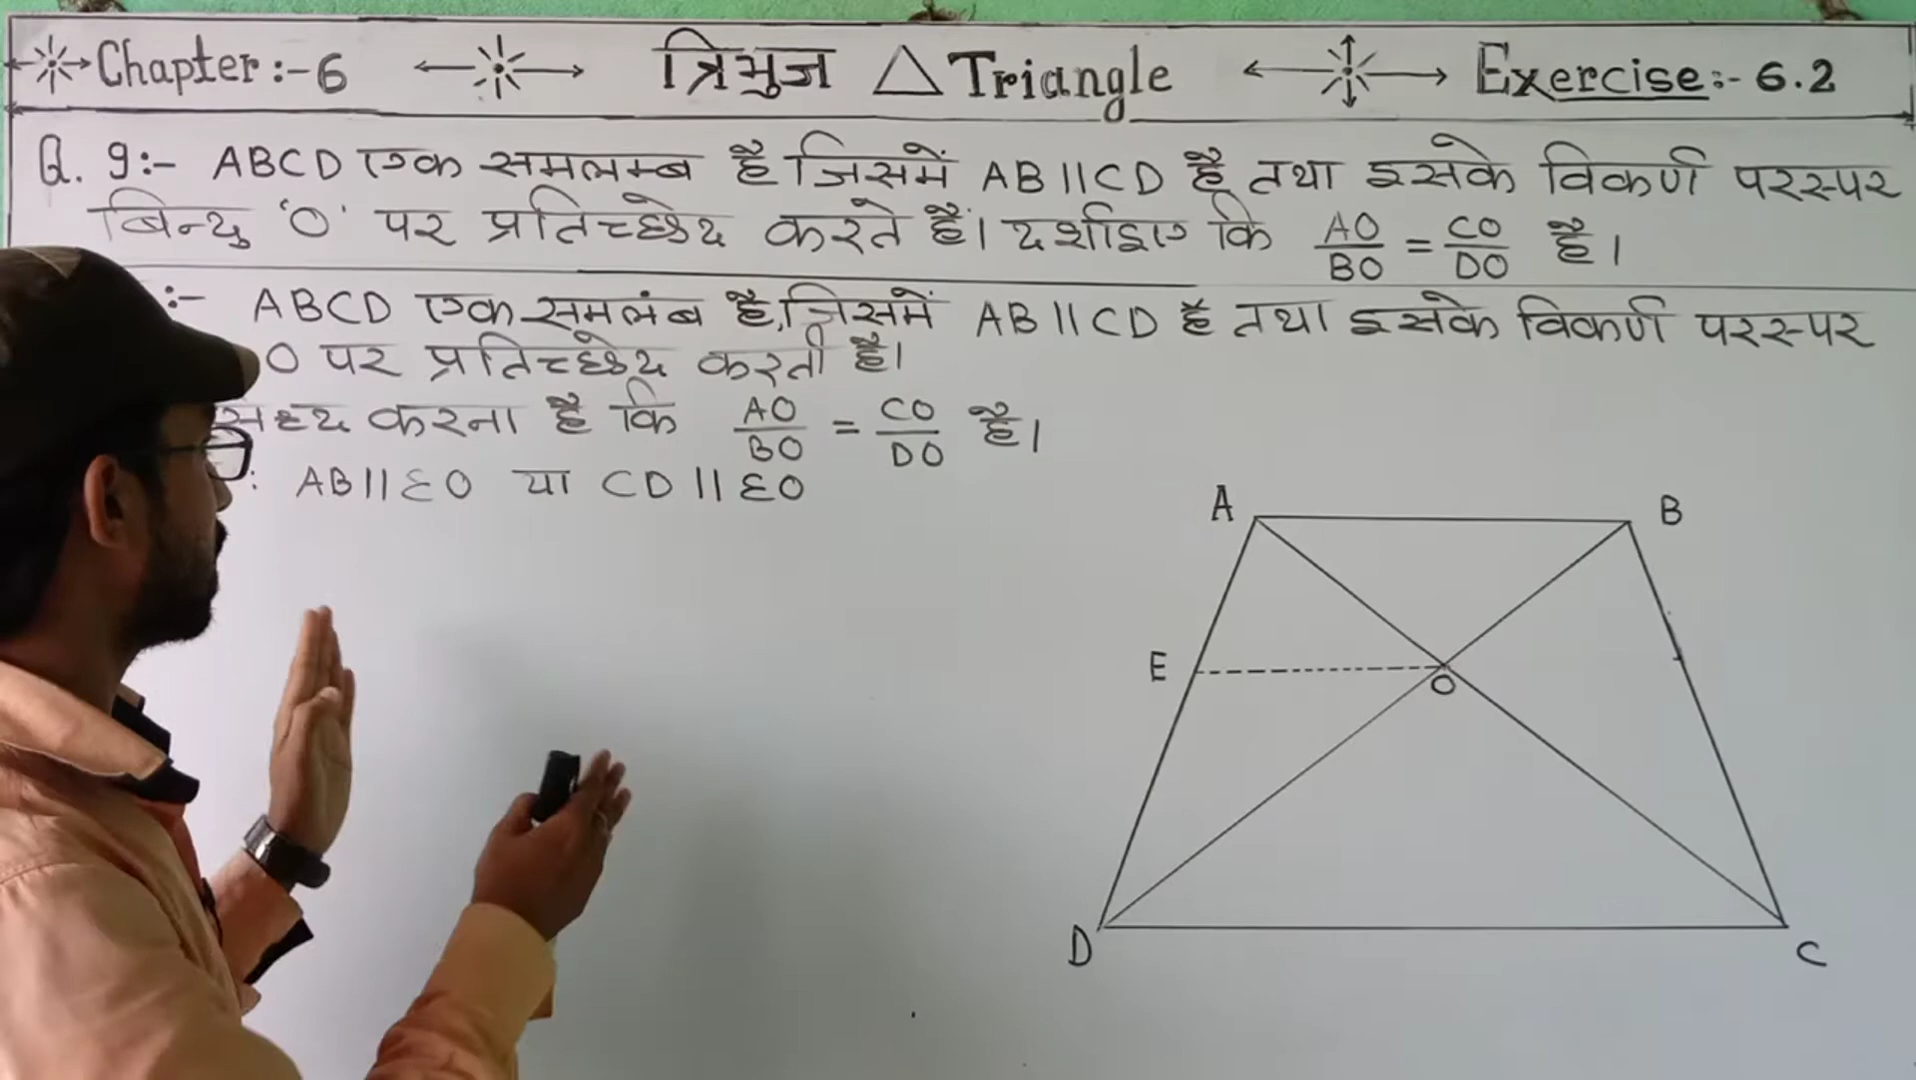 Chapter :- 6 त्रिभुज △ Triangle Exercise :- 6.2
Q. 9:- ABCD एक समलम्ब है जिसमें AB||CD है तथा इसके विकर्ण परस्पर
बिन्दु 'O' पर प्रतिच्छेद करते हैं। दर्शाइए कि AO/BO = CO/DO है।
:- ABCD एक समलंब है, जिसमें AB||CD है तथा इसके विकर्ण परस्पर
O पर प्रतिच्छेद करती है।
करना है कि AO/BO = CO/DO है।
: AB||EO या CD||EO
A B
E O
D C